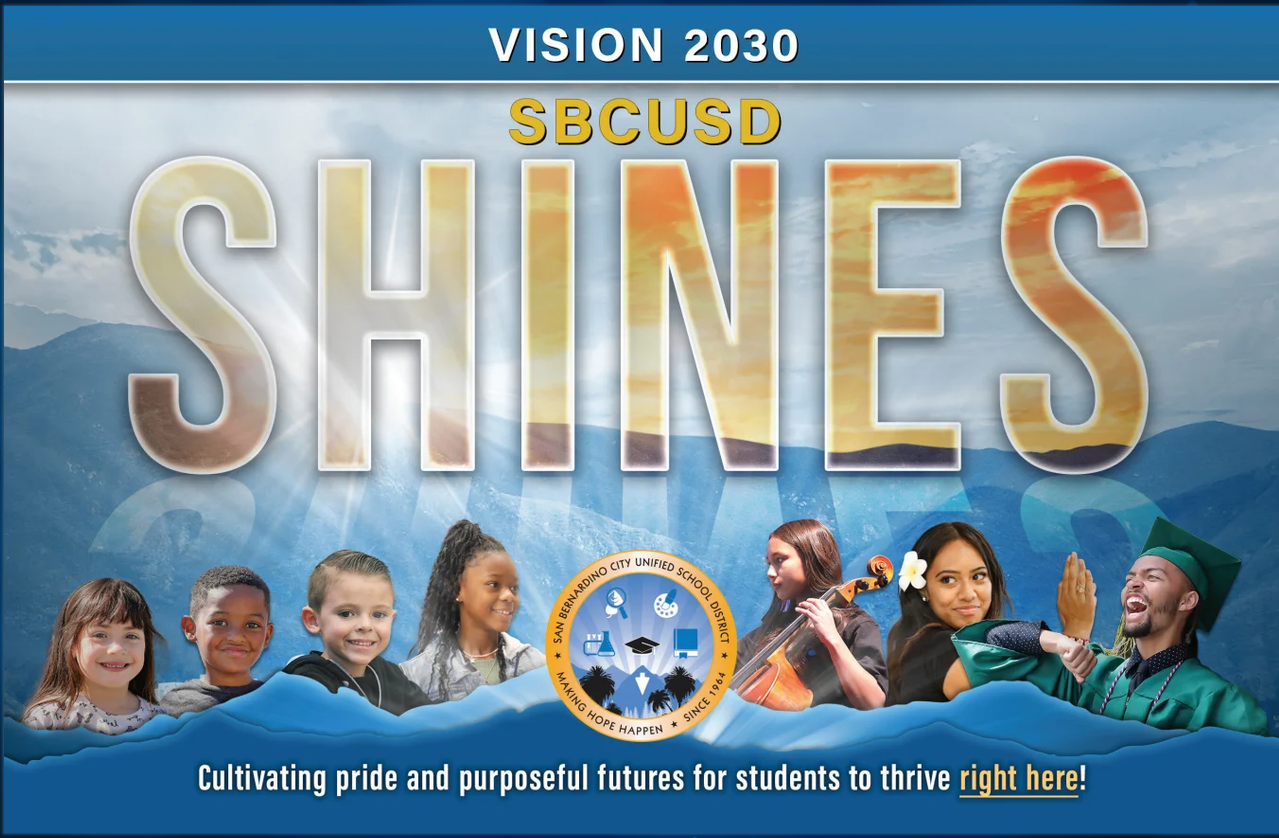 VISION 2030
SBCUSD
SHINES
SAN BERNARDINO CITY UNIFIED SCHOOL DISTRICT
★ MAKING HOPE HAPPEN ★ SINCE 1964 ★
Cultivating pride and purposeful futures for students to thrive right here!